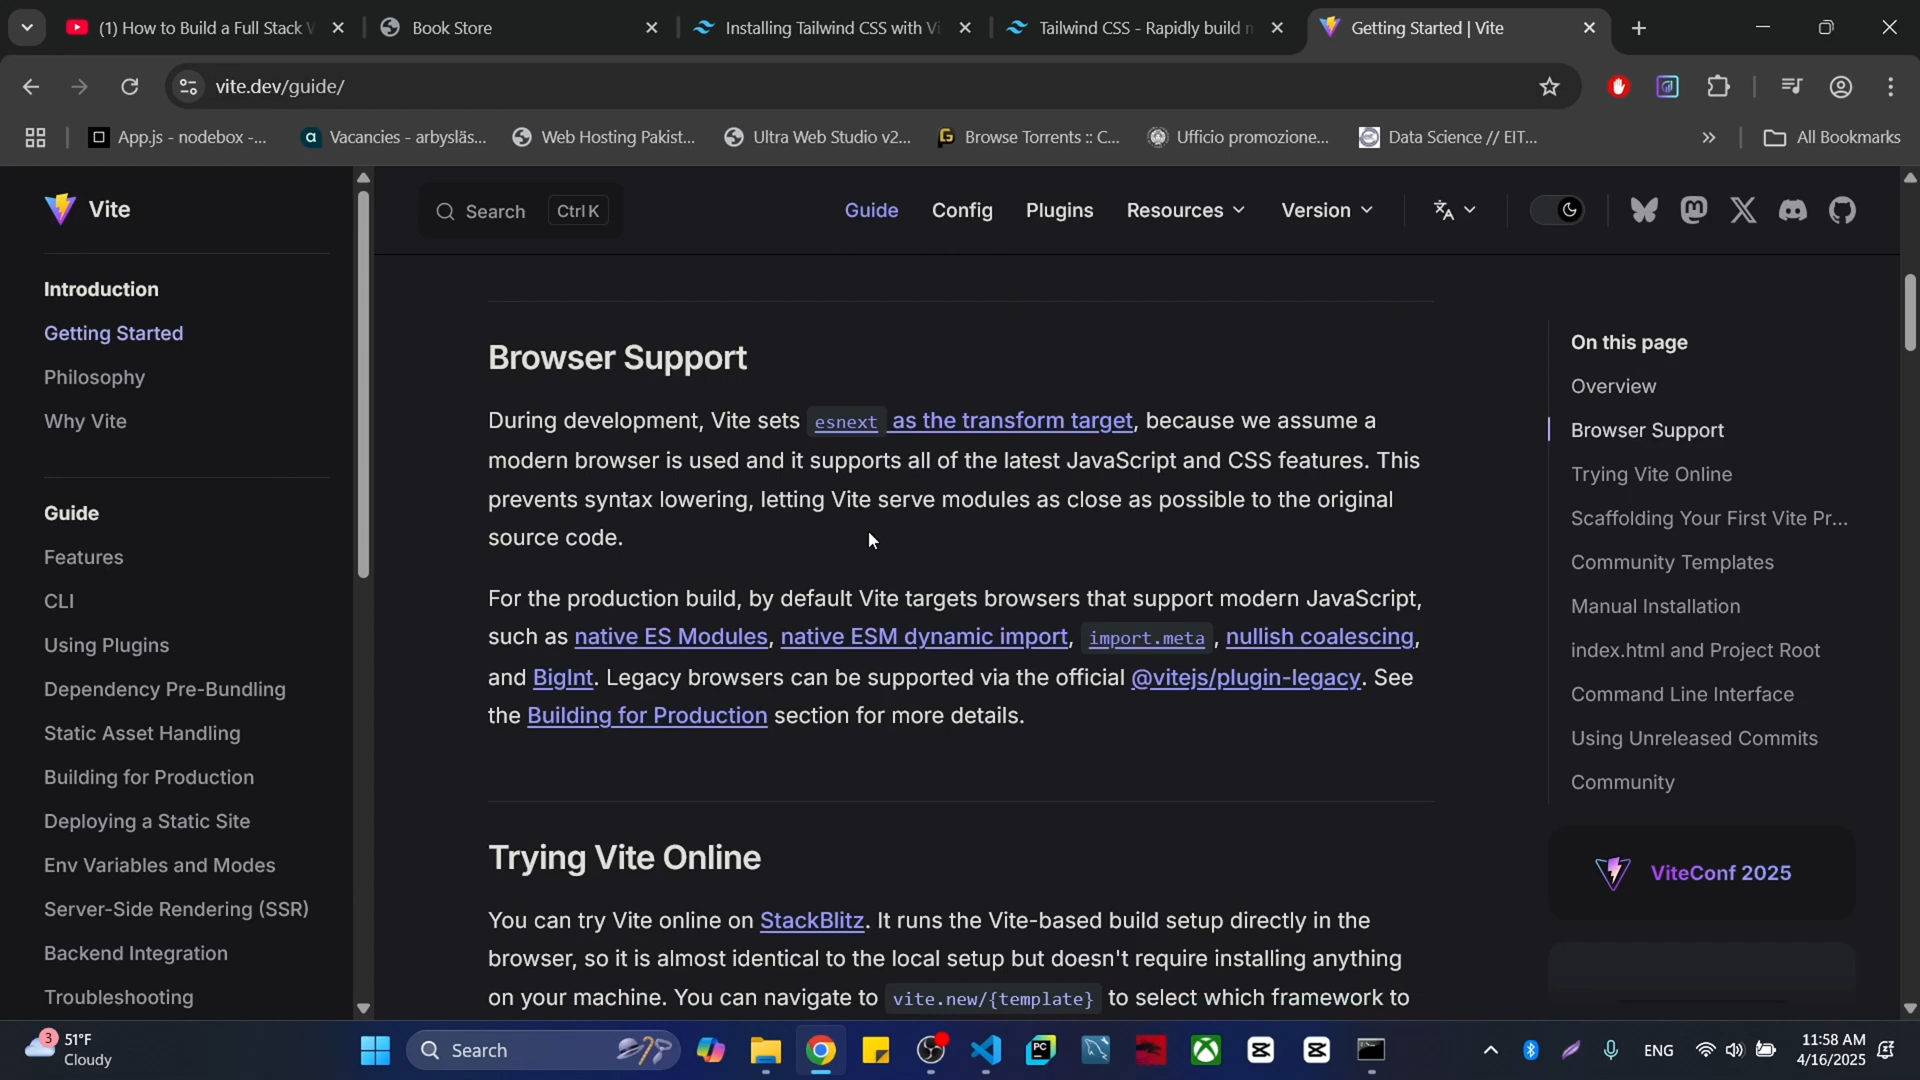 (1) How to Build a Full Stack
Book Store
Installing Tailwind CSS with Vi
Tailwind CSS - Rapidly build
Getting Started | Vite
vite.dev/guide/
App.js - nodebox -...
Vacancies - arbysläs...
Web Hosting Pakist...
Ultra Web Studio v2...
Browse Torrents :: C...
Ufficio promozione...
Data Science // EIT...
»
All Bookmarks
Vite
Search
Ctrl K
Guide
Config
Plugins
Resources
Version
Introduction
Getting Started
Philosophy
Why Vite
Guide
Features
CLI
Using Plugins
Dependency Pre-Bundling
Static Asset Handling
Building for Production
Deploying a Static Site
Env Variables and Modes
Server-Side Rendering (SSR)
Backend Integration
Troubleshooting
Browser Support
During development, Vite sets esnext as the transform target, because we assume a
modern browser is used and it supports all of the latest JavaScript and CSS features. This
prevents syntax lowering, letting Vite serve modules as close as possible to the original
source code.
For the production build, by default Vite targets browsers that support modern JavaScript,
such as native ES Modules, native ESM dynamic import, import.meta, nullish coalescing,
and BigInt. Legacy browsers can be supported via the official @vitejs/plugin-legacy. See
the Building for Production section for more details.
Trying Vite Online
You can try Vite online on StackBlitz. It runs the Vite-based build setup directly in the
browser, so it is almost identical to the local setup but doesn't require installing anything
on your machine. You can navigate to vite.new/{template} to select which framework to
On this page
Overview
Browser Support
Trying Vite Online
Scaffolding Your First Vite Pr...
Community Templates
Manual Installation
index.html and Project Root
Command Line Interface
Using Unreleased Commits
Community
ViteConf 2025
3
51°F
Cloudy
Search
PC
ENG
11:58 AM
4/16/2025